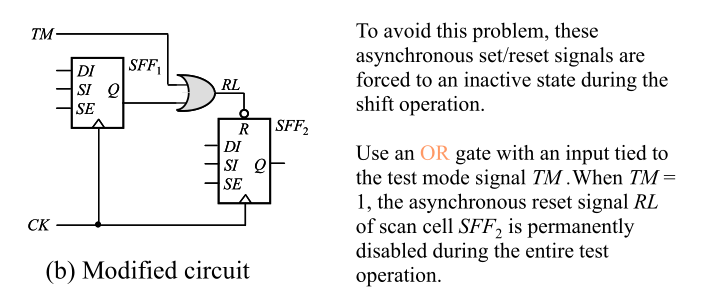 TM
SFF1
DI
SI Q
SE
RL
R SFF2
DI
SI Q
SE
CK
(b) Modified circuit
To avoid this problem, these
asynchronous set/reset signals are
forced to an inactive state during the
shift operation.
Use an OR gate with an input tied to
the test mode signal TM .When TM =
1, the asynchronous reset signal RL
of scan cell SFF2 is permanently
disabled during the entire test
operation.